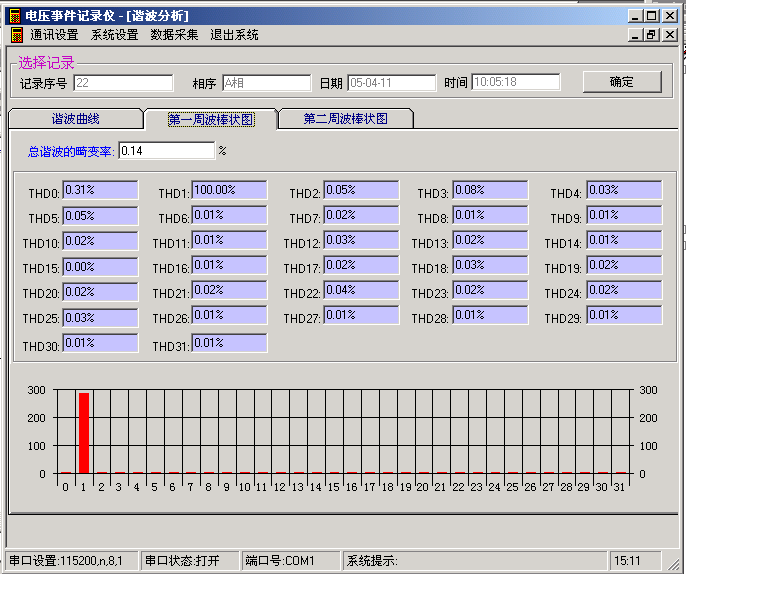 电压事件记录仪 - [谐波分析]
通讯设置 系统设置 数据采集 退出系统
选择记录
记录序号 22 相序 A相 日期 05-04-11 时间 10:05:18 确定
谐波曲线 第一周波棒状图 第二周波棒状图
总谐波的畸变率: 0.14 %
THD0: 0.31% THD1: 100.00% THD2: 0.05% THD3: 0.08% THD4: 0.03%
THD5: 0.05% THD6: 0.01% THD7: 0.02% THD8: 0.01% THD9: 0.01%
THD10: 0.02% THD11: 0.01% THD12: 0.03% THD13: 0.02% THD14: 0.01%
THD15: 0.00% THD16: 0.01% THD17: 0.02% THD18: 0.03% THD19: 0.02%
THD20: 0.02% THD21: 0.02% THD22: 0.04% THD23: 0.02% THD24: 0.02%
THD25: 0.03% THD26: 0.01% THD27: 0.01% THD28: 0.01% THD29: 0.01%
THD30: 0.01% THD31: 0.01%
300 300
200 200
100 100
0 0
0 1 2 3 4 5 6 7 8 9 10 11 12 13 14 15 16 17 18 19 20 21 22 23 24 25 26 27 28 29 30 31
串口设置:115200,n,8,1 串口状态:打开 端口号:COM1 系统提示: 15:11